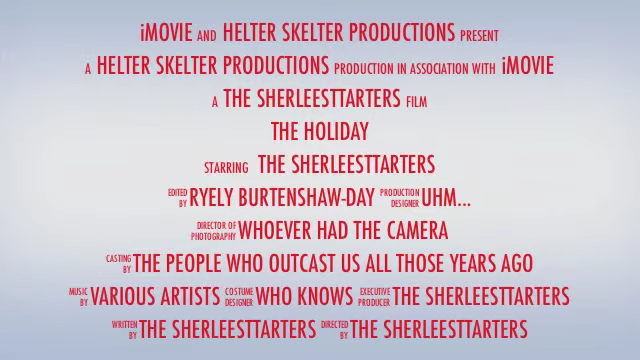 iMOVIE AND HELTER SKELTER PRODUCTIONS PRESENT
A HELTER SKELTER PRODUCTIONS PRODUCTION IN ASSOCIATION WITH iMOVIE
A THE SHERLEESTTARTERS FILM
THE HOLIDAY
STARRING THE SHERLEESTTARTERS
EDITED BY RYELY BURTENSHAW-DAY PRODUCTION DESIGNER UHM...
DIRECTOR OF PHOTOGRAPHY WHOEVER HAD THE CAMERA
CASTING BY THE PEOPLE WHO OUTCAST US ALL THOSE YEARS AGO
MUSIC BY VARIOUS ARTISTS COSTUME DESIGNER WHO KNOWS EXECUTIVE PRODUCER THE SHERLEESTTARTERS
WRITTEN BY THE SHERLEESTTARTERS DIRECTED BY THE SHERLEESTTARTERS